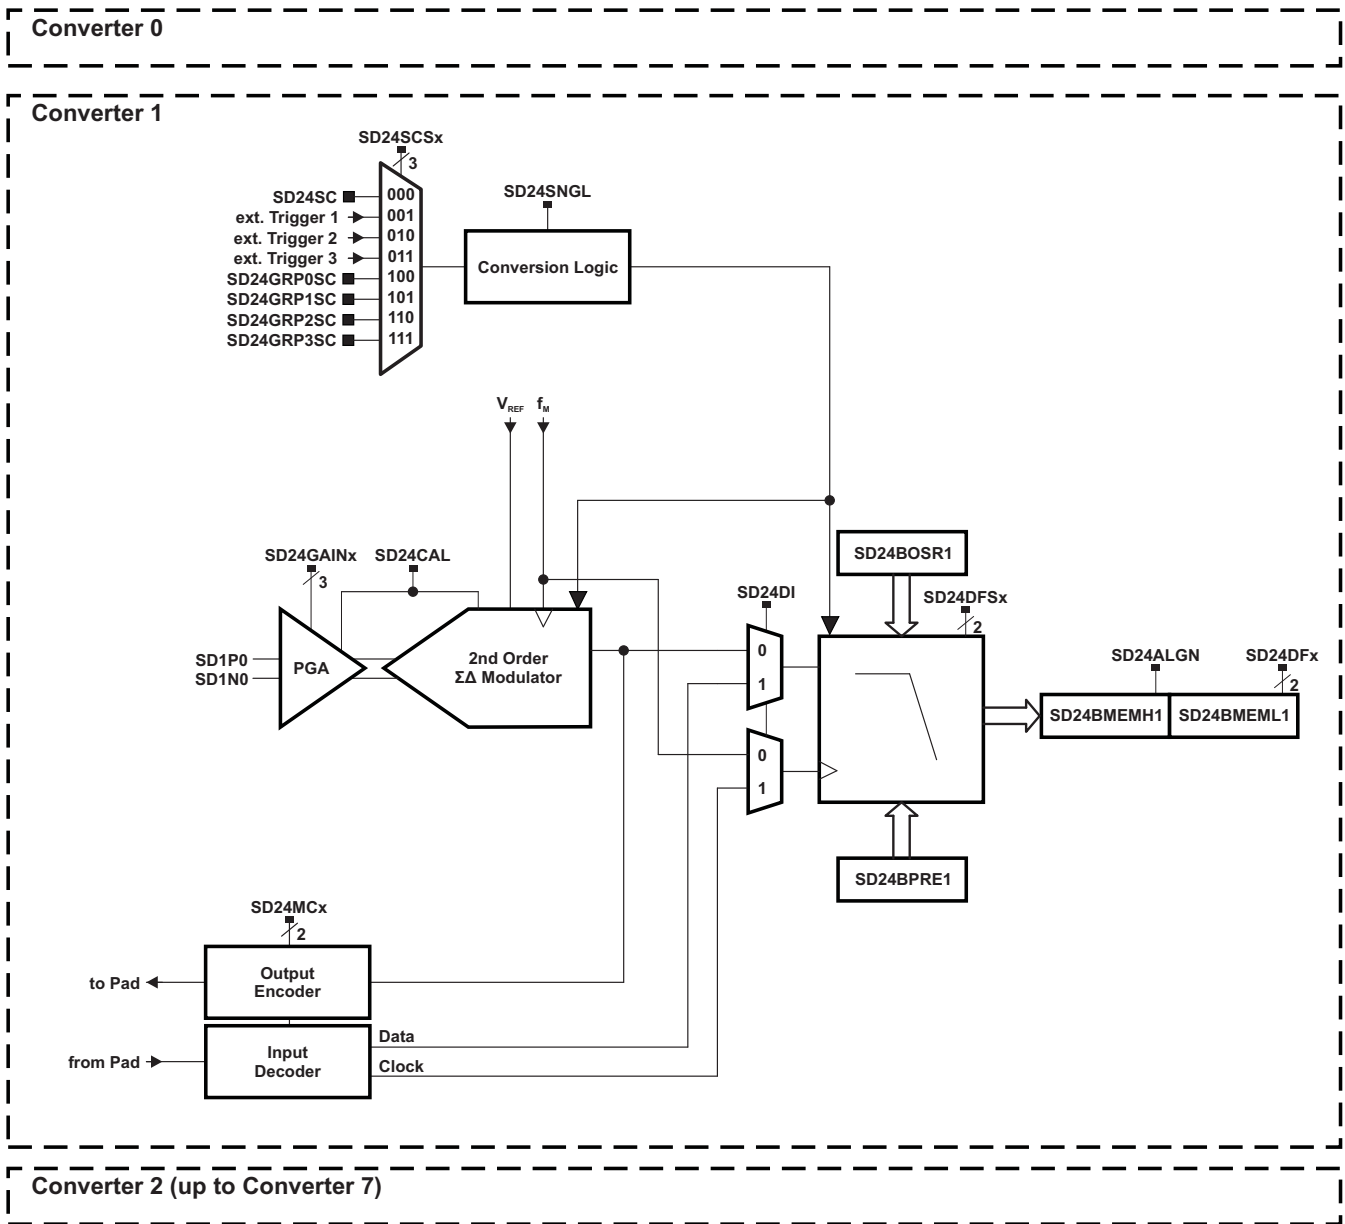 Converter 0
Converter 1
SD24SCSx
3
SD24SC
000
ext. Trigger 1
001
ext. Trigger 2
010
ext. Trigger 3
011
SD24GRP0SC
100
SD24GRP1SC
101
SD24GRP2SC
110
SD24GRP3SC
111
SD24SNGL
Conversion Logic
VREF
fM
SD24GAINx
3
SD24CAL
SD1P0
SD1N0
PGA
2nd Order
ΣΔ Modulator
SD24DI
0
1
0
1
SD24BOSR1
SD24DFSx
2
SD24BPRE1
SD24ALGN
SD24DFx
2
SD24BMEMH1
SD24BMEML1
SD24MCx
2
to Pad
Output
Encoder
from Pad
Input
Decoder
Data
Clock
Converter 2 (up to Converter 7)